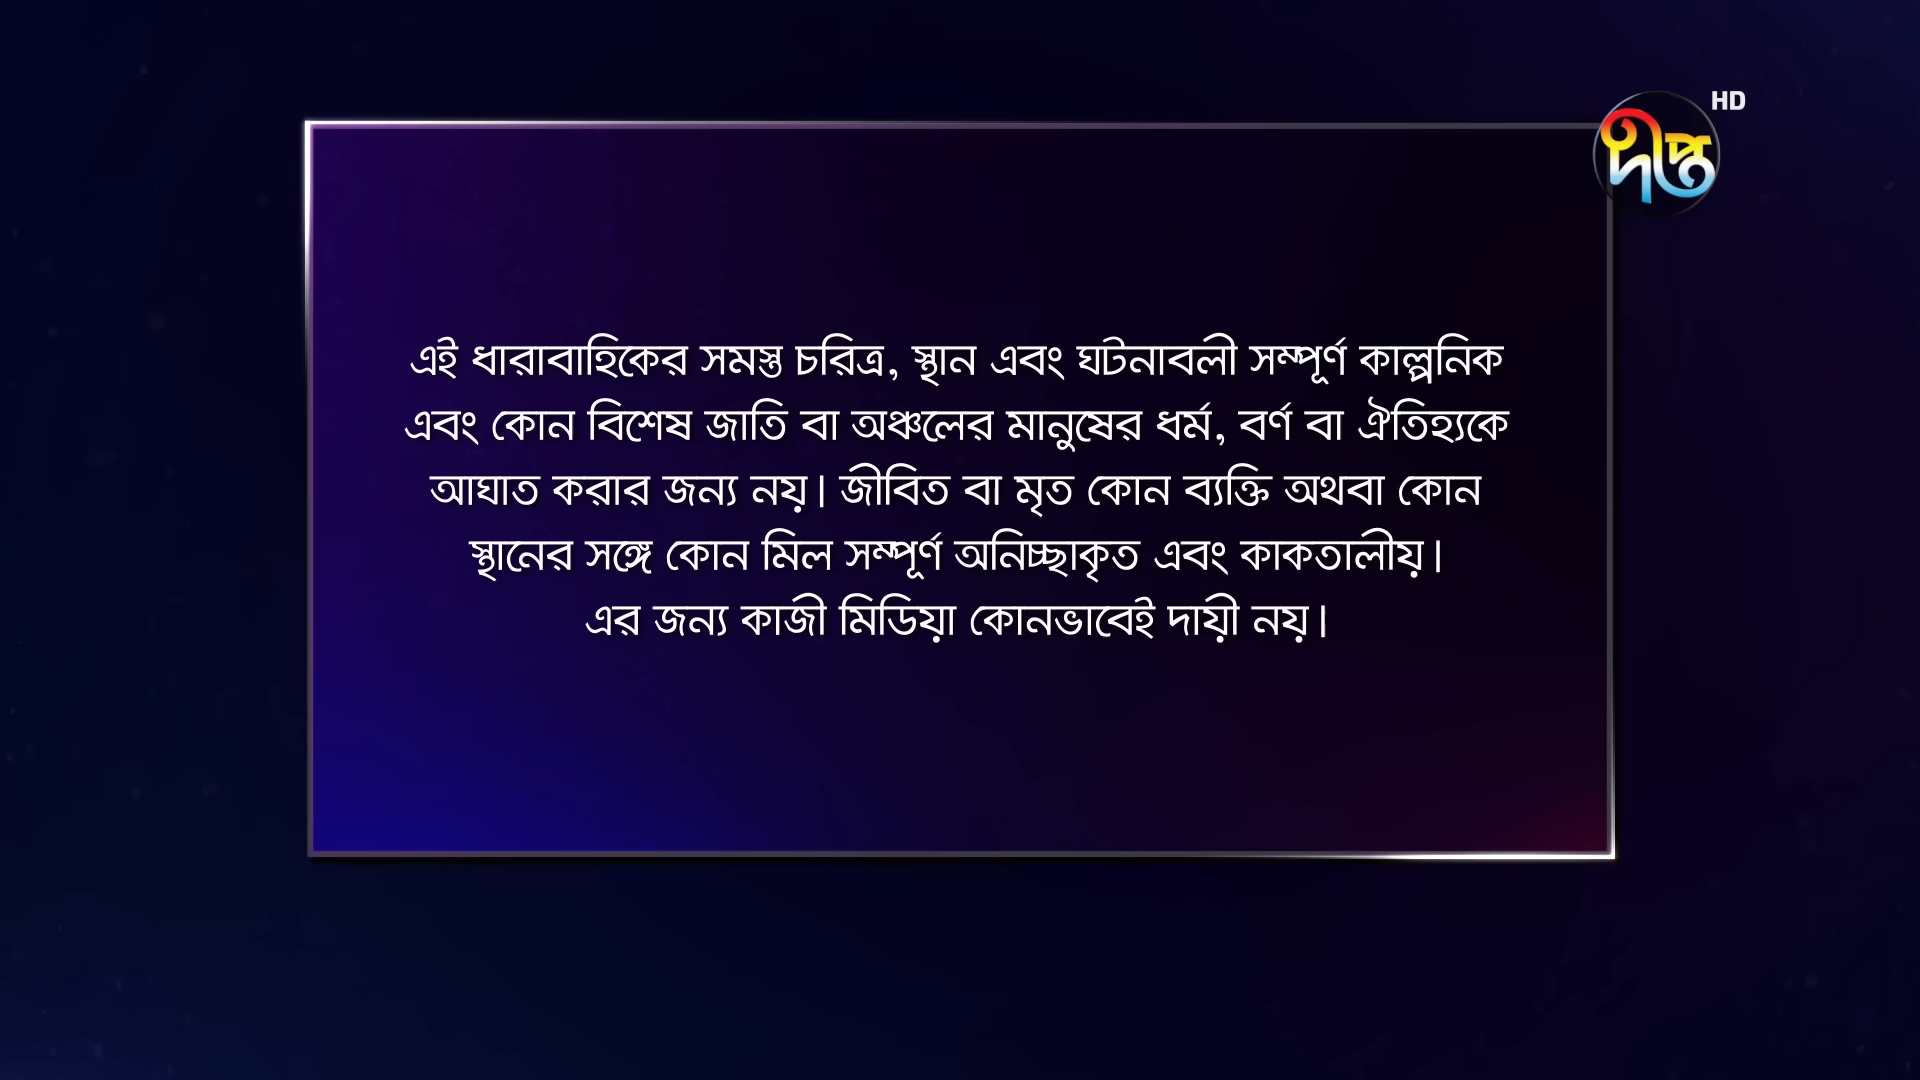 HD
দীপ্ত
এই ধারাবাহিকের সমস্ত চরিত্র, স্থান এবং ঘটনাবলী সম্পূর্ণ কাল্পনিক
এবং কোন বিশেষ জাতি বা অঞ্চলের মানুষের ধর্ম, বর্ণ বা ঐতিহ্যকে
আঘাত করার জন্য নয়। জীবিত বা মৃত কোন ব্যক্তি অথবা কোন
স্থানের সঙ্গে কোন মিল সম্পূর্ণ অনিচ্ছাকৃত এবং কাকতালীয়।
এর জন্য কাজী মিডিয়া কোনভাবেই দায়ী নয়।